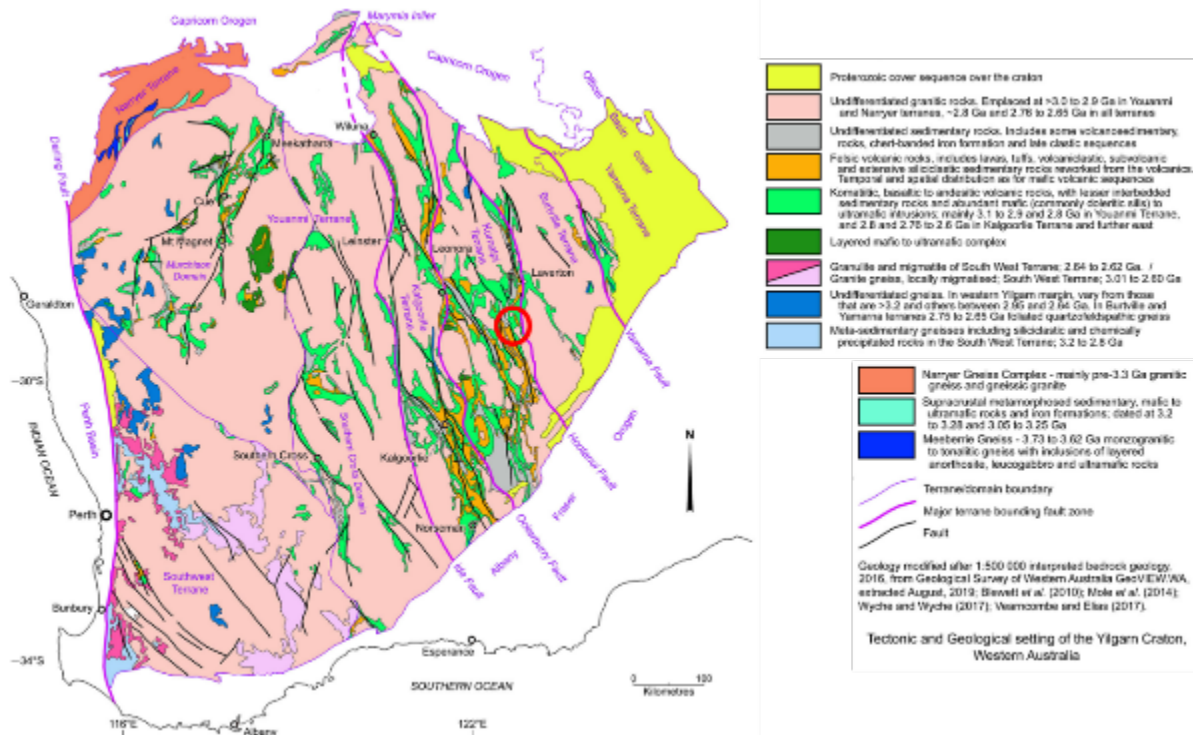 Capricorn Orogen
Marymia Inlier
Capricorn Orogen
Officer
Basin
cover
Narryer Terrane
Yamarna Terrane
Darling Fault
Wiluna
Meekatharra
Cue
Youanmi Terrane
Burtville Terrane
Kurnalpi
Terrane
Mt Magnet
Murchison
Domain
Leinster
Leonora
Laverton
Kalgoorlie
Terrane
Geraldton
Yamarna Fault
–30°S
INDIAN OCEAN
Perth Basin
Southern Cross
Southern Cross Domain
Kalgoorlie
Hootanui Fault
Orogen
N
Perth
Norseman
Fraser
Albany
Ockerburry Fault
Ida Fault
Southwest
Terrane
Bunbury
–34°S
Esperance
SOUTHERN OCEAN
0 100
Kilometres
116°E
122°E
Albany
Proterozoic cover sequence over the craton
Undifferentiated granitic rocks. Emplaced at >3.0 to 2.9 Ga in Youanmi
and Narryer terranes, ~2.8 Ga and 2.76 to 2.65 Ga in all terranes
Undifferentiated sedimentary rocks. Includes some volcanosedimentary,
rocks, chert-banded iron formation and late clastic sequences
Felsic volcanic rocks, includes lavas, tuffs, volcaniclastic, subvolcanic
and extensive siliciclastic sedimentary rocks reworked from the volcanics.
Temporal and spatial distribution as for mafic volcanic sequences
Komatiitic, basaltic to andesitic volcanic rocks, with lesser interbedded
sedimentary rocks and abundant mafic (commonly doleritic sills) to
ultramafic intrusions; mainly 3.1 to 2.9 and 2.8 Ga in Youanmi Terrane,
and 2.8 and 2.76 to 2.6 Ga in Kalgoorlie Terrane and further east
Layered mafic to ultramafic complex
Granulite and migmatite of South West Terrane; 2.64 to 2.62 Ga. /
Granite gneiss, locally migmatised; South West Terrane; 3.01 to 2.60 Ga
Undifferentiated gneiss. In western Yilgarn margin, vary from those
that are >3.2 and others between 2.95 and 2.64 Ga. In Burtville and
Yamarna terranes 2.75 to 2.65 Ga foliated quartzofeldspathic gneiss
Meta-sedimentary gneisses including siliciclastic and chemically
precipitated rocks in the South West Terrane; 3.2 to 2.8 Ga
Narryer Gneiss Complex - mainly pre-3.3 Ga granitic
gneiss and gneissic granite
Supracrustal metamorphosed sedimentary, mafic to
ultramafic rocks and iron formations; dated at 3.2
to 3.28 and 3.05 to 3.25 Ga
Meeberrie Gneiss - 3.73 to 3.62 Ga monzogranitic
to tonalitic gneiss with inclusions of layered
anorthosite, leucogabbro and ultramafic rocks
Terrane/domain boundary
Major terrane bounding fault zone
Fault
Geology modified after 1:500 000 interpreted bedrock geology,
2016, from Geological Survey of Western Australia GeoVIEW.WA,
extracted August, 2019; Blewett et al. (2010); Mole et al. (2014);
Wyche and Wyche (2017); Vearncombe and Elias (2017).
Tectonic and Geological setting of the Yilgarn Craton,
Western Australia